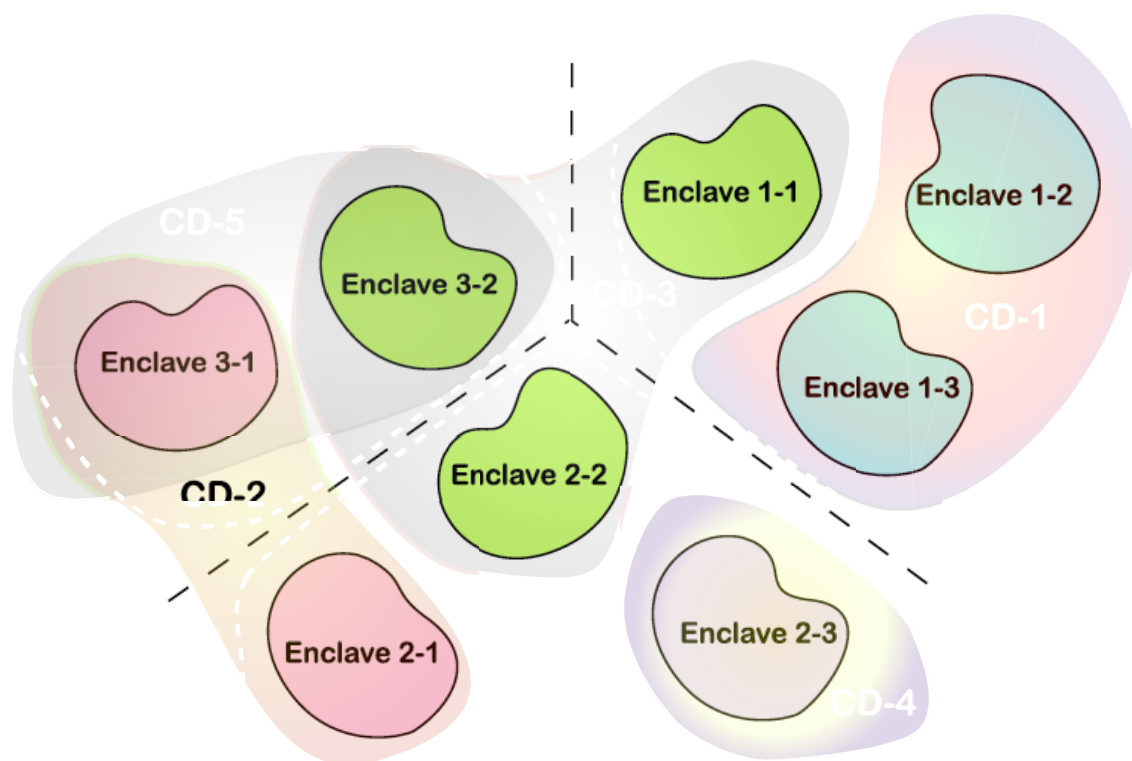 Enclave 1-1
Enclave 1-2
CD-5
Enclave 3-2
CD-3
CD-1
Enclave 3-1
Enclave 1-3
Enclave 2-2
CD-2
Enclave 2-3
Enclave 2-1
CD-4